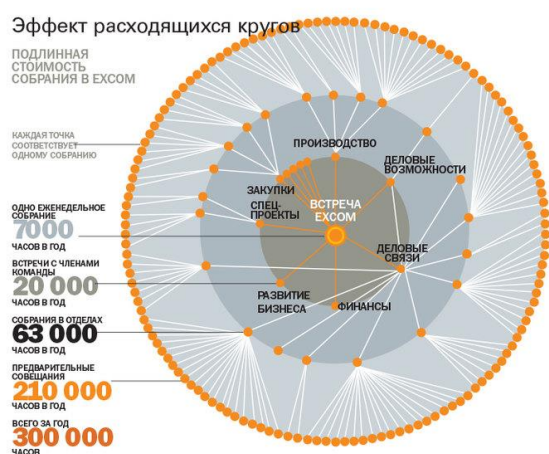 Эффект расходящихся кругов
ПОДЛИННАЯ
СТОИМОСТЬ
СОБРАНИЯ В EXCOM
КАЖДАЯ ТОЧКА
СООТВЕТСТВУЕТ
ОДНОМУ СОБРАНИЮ
ОДНО ЕЖЕНЕДЕЛЬНОЕ
СОБРАНИЕ
7000
ЧАСОВ В ГОД
ВСТРЕЧИ С ЧЛЕНАМИ
КОМАНДЫ
20 000
ЧАСОВ В ГОД
СОБРАНИЯ В ОТДЕЛАХ
63 000
ЧАСОВ В ГОД
ПРЕДВАРИТЕЛЬНЫЕ
СОВЕЩАНИЯ
210 000
ЧАСОВ В ГОД
ВСЕГО ЗА ГОД
300 000
ЧАСОВ
ПРОИЗВОДСТВО
ДЕЛОВЫЕ
ВОЗМОЖНОСТИ
ЗАКУПКИ
СПЕЦ-
ПРОЕКТЫ
ВСТРЕЧА
EXCOM
ДЕЛОВЫЕ
СВЯЗИ
РАЗВИТИЕ
БИЗНЕСА
ФИНАНСЫ